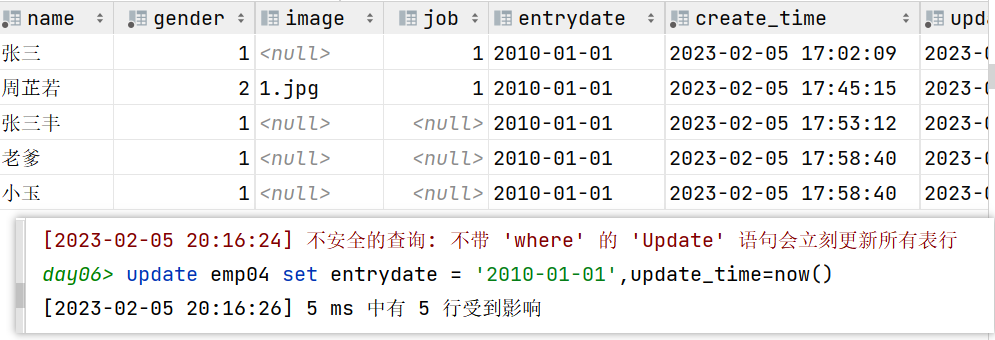 name gender image job entrydate create_time upda
张三 1 <null> 1 2010-01-01 2023-02-05 17:02:09 2023-0
周芷若 2 1.jpg 1 2010-01-01 2023-02-05 17:45:15 2023-0
张三丰 1 <null> <null> 2010-01-01 2023-02-05 17:53:12 2023-0
老爹 1 <null> <null> 2010-01-01 2023-02-05 17:58:40 2023-0
小玉 1 <null> <null> 2010-01-01 2023-02-05 17:58:40 2023-0
[2023-02-05 20:16:24] 不安全的查询: 不带 'where' 的 'Update' 语句会立刻更新所有表行
day06> update emp04 set entrydate = '2010-01-01',update_time=now()
[2023-02-05 20:16:26] 5 ms 中有 5 行受到影响